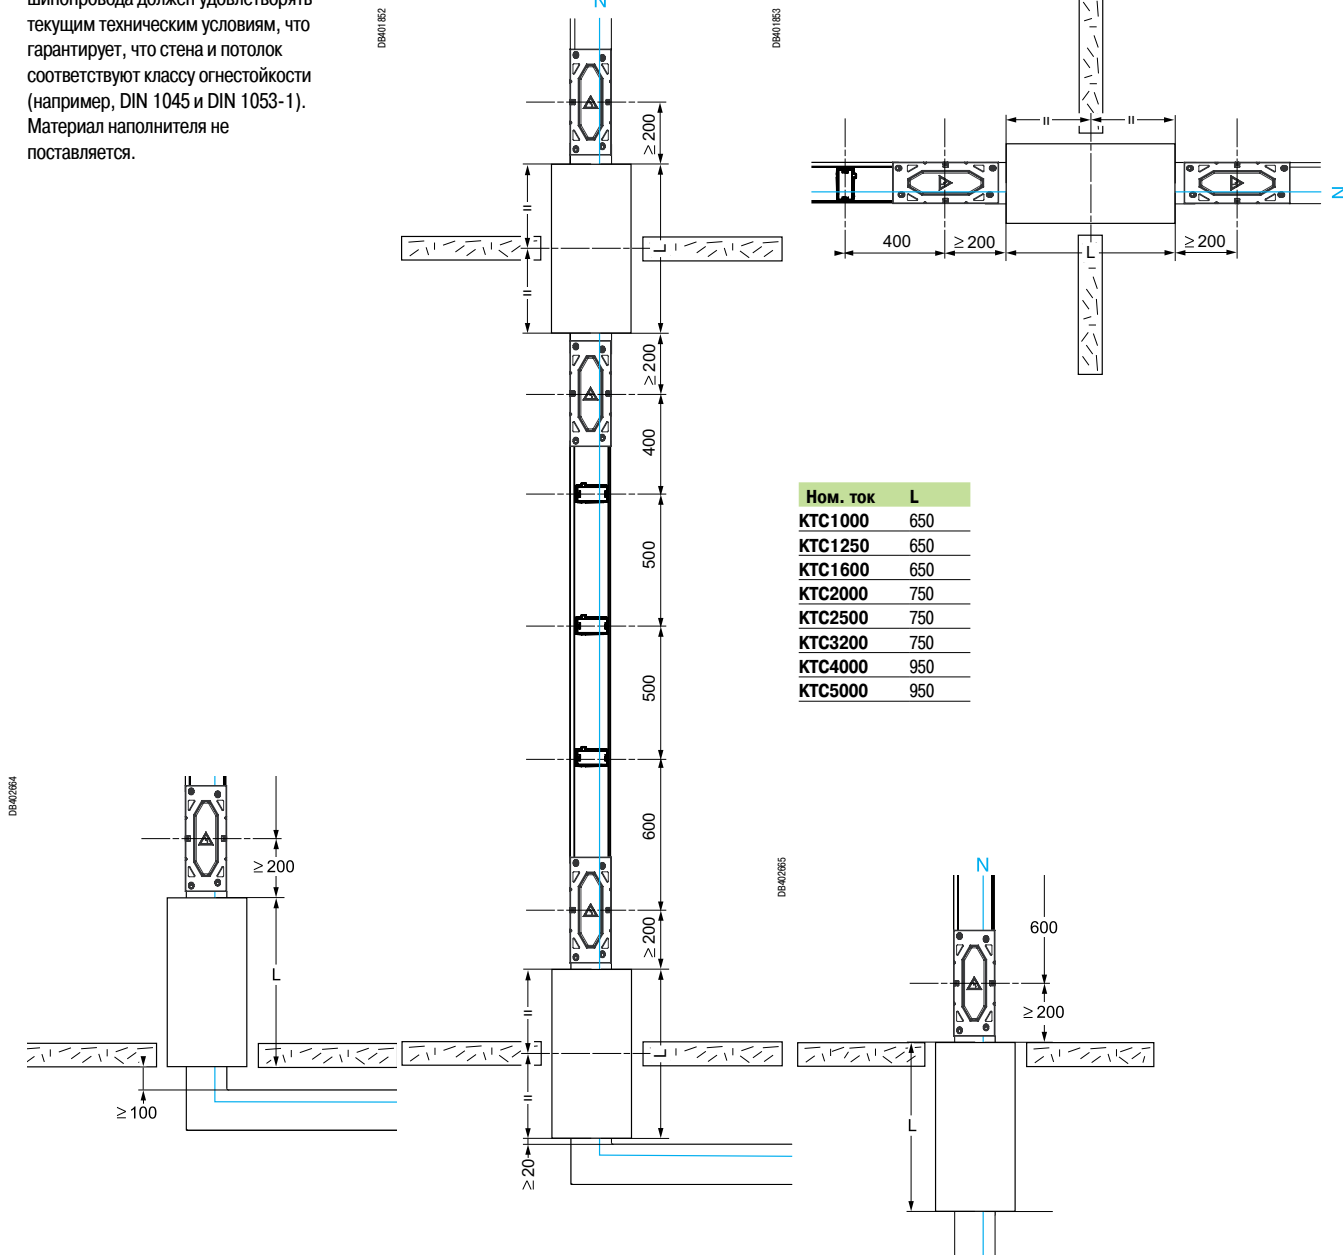 шинопровода должен удовлетворять
текущим техническим условиям, что
гарантирует, что стена и потолок
соответствуют классу огнестойкости
(например, DIN 1045 и DIN 1053-1).
Материал наполнителя не
поставляется.
DB401852
N
≥ 200
=
L
=
≥ 200
400
500
500
600
≥ 200
=
L
=
≥ 20
DB401853
=
=
N
400
≥ 200
L
≥ 200
Ном. ток L
KTC1000 650
KTC1250 650
KTC1600 650
KTC2000 750
KTC2500 750
KTC3200 750
KTC4000 950
KTC5000 950
DB402664
≥ 200
L
≥ 100
DB402665
N
600
≥ 200
L